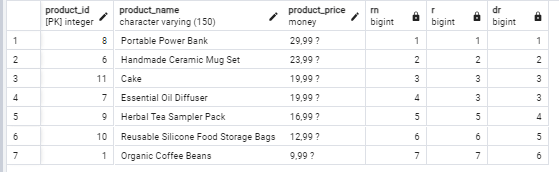 product_id product_name product_price rn r dr
[PK] integer character varying (150) money bigint bigint bigint
1 8 Portable Power Bank 29,99 ? 1 1 1
2 6 Handmade Ceramic Mug Set 23,99 ? 2 2 2
3 11 Cake 19,99 ? 3 3 3
4 7 Essential Oil Diffuser 19,99 ? 4 3 3
5 9 Herbal Tea Sampler Pack 16,99 ? 5 5 4
6 10 Reusable Silicone Food Storage Bags 12,99 ? 6 6 5
7 1 Organic Coffee Beans 9,99 ? 7 7 6